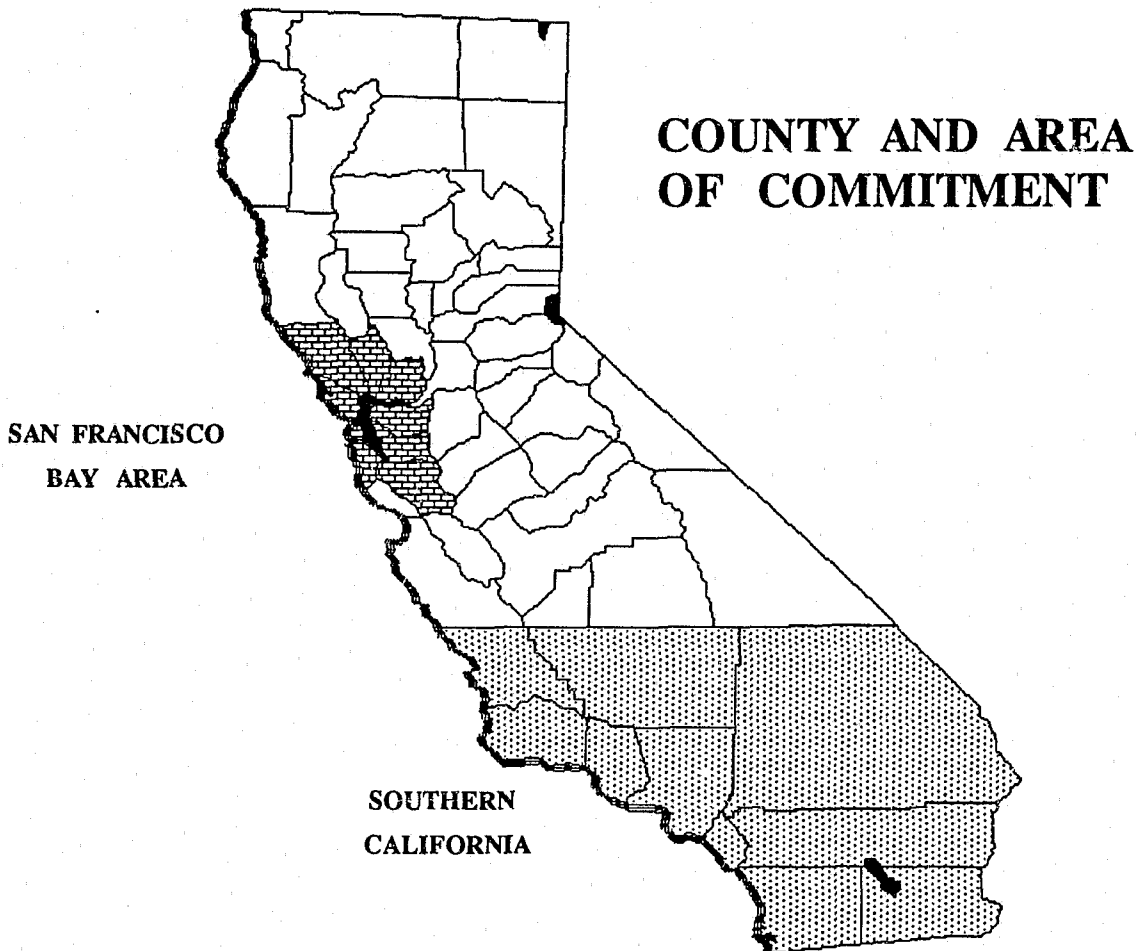 COUNTY AND AREA
OF COMMITMENT
SAN FRANCISCO
BAY AREA
SOUTHERN
CALIFORNIA